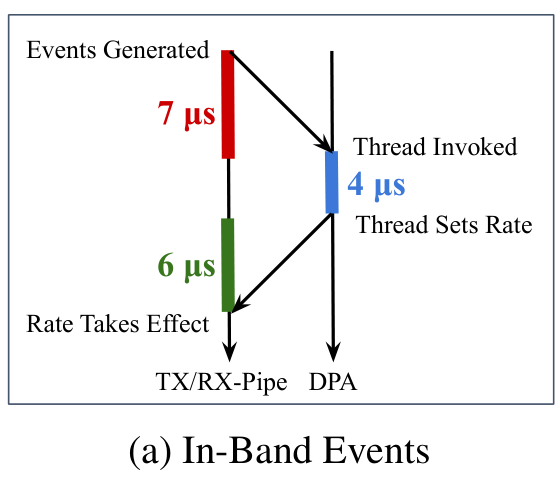 Events Generated
7 μs
Thread Invoked
4 μs
Thread Sets Rate
6 μs
Rate Takes Effect
TX/RX-Pipe DPA
(a) In-Band Events